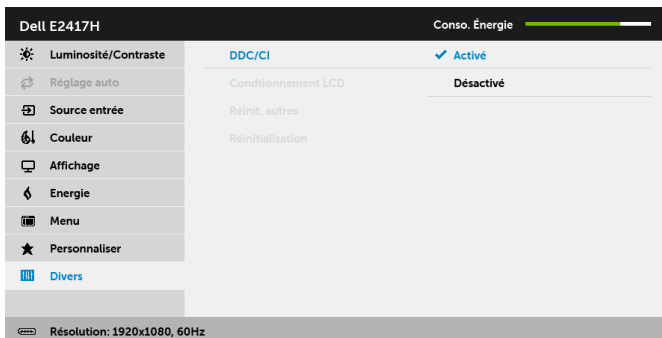 Dell E2417H Conso. Énergie
Luminosité/Contraste DDC/CI Activé
Réglage auto Condtionnement LCD Désactivé
Source entrée Réinit. autres
Couleur Réinitialisation
Affichage
Energie
Menu
Personnaliser
Divers
Résolution: 1920x1080, 60Hz